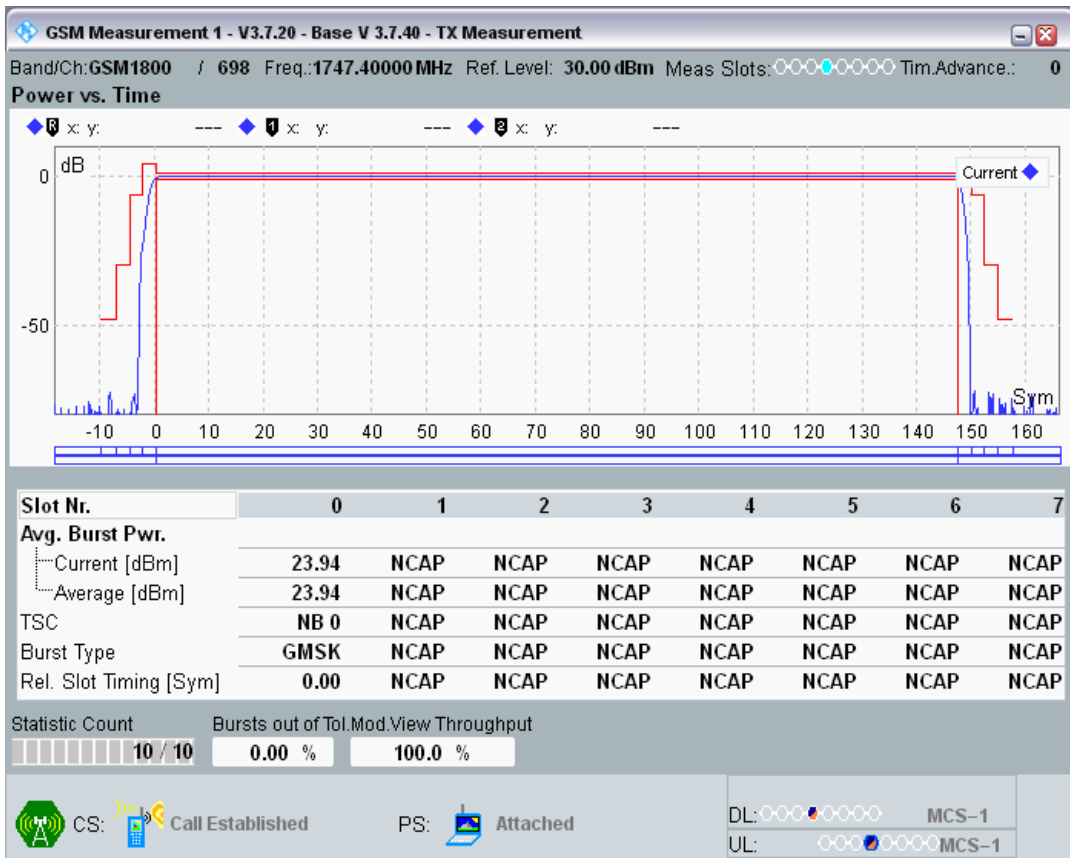 GSM Measurement 1 - V3.7.20 - Base V 3.7.40 - TX Measurement
Band/Ch:GSM1800 / 698 Freq.:1747.40000 MHz Ref. Level: 30.00 dBm Meas Slots: Tim.Advance.: 0
Power vs. Time
R x: y: --- 1 x: y: --- 2 x: y: ---
dB
Current
0
-50
Sym
-10 0 10 20 30 40 50 60 70 80 90 100 110 120 130 140 150 160
Slot Nr. 0 1 2 3 4 5 6 7
Avg. Burst Pwr.
Current [dBm] 23.94 NCAP NCAP NCAP NCAP NCAP NCAP NCAP
Average [dBm] 23.94 NCAP NCAP NCAP NCAP NCAP NCAP NCAP
TSC NB 0 NCAP NCAP NCAP NCAP NCAP NCAP NCAP
Burst Type GMSK NCAP NCAP NCAP NCAP NCAP NCAP NCAP
Rel. Slot Timing [Sym] 0.00 NCAP NCAP NCAP NCAP NCAP NCAP NCAP
Statistic Count Bursts out of Tol.Mod.View Throughput
10 / 10 0.00 % 100.0 %
CS: Call Established PS: Attached
DL: MCS-1
UL: MCS-1